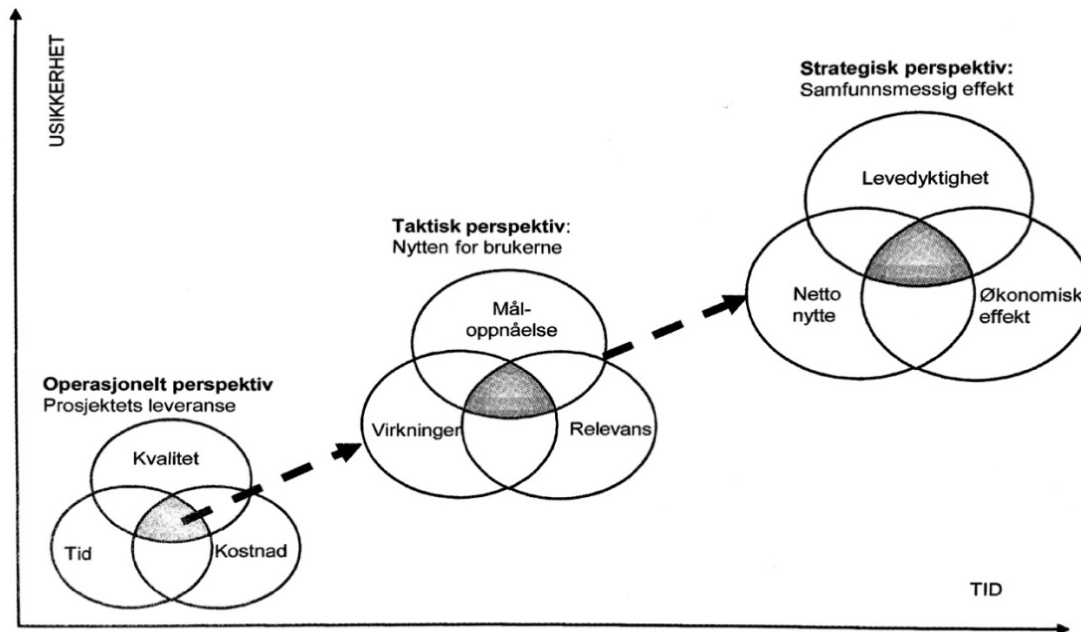 USIKKERHET
Strategisk perspektiv:
Samfunnsmessig effekt
Levedyktighet
Netto
nytte
Økonomisk
effekt
Taktisk perspektiv:
Nytten for brukerne
Mål-
oppnåelse
Virkninger
Relevans
Operasjonelt perspektiv
Prosjektets leveranse
Kvalitet
Tid
Kostnad
TID